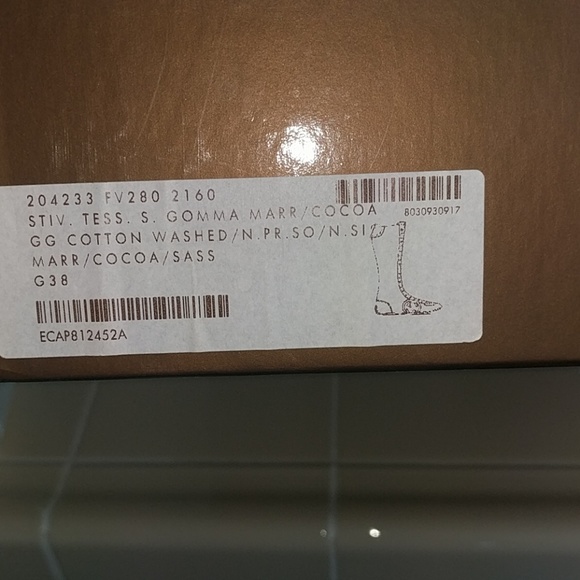 204233 FV280 2160
STIV. TESS. S. GOMMA MARR/COCOA
8030930917
GG COTTON WASHED/N.PR.SO/N.SI/
MARR/COCOA/SASS
G38
ECAP812452A